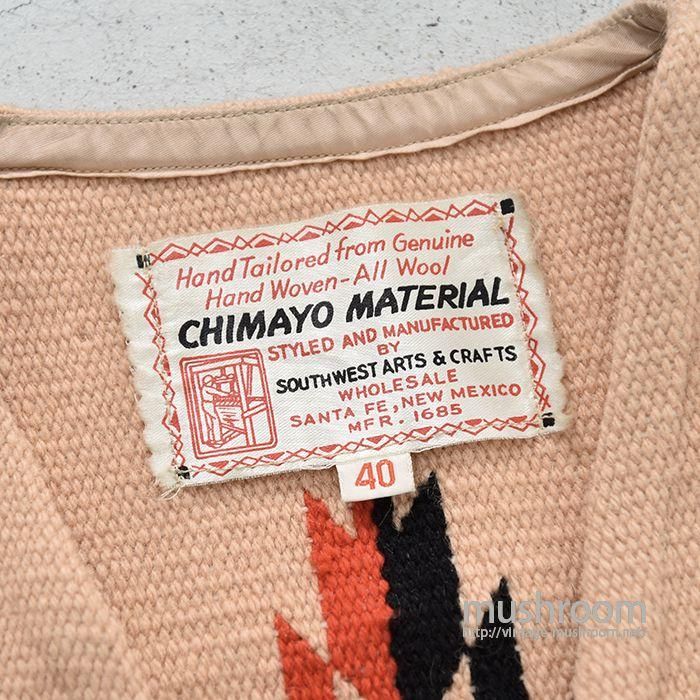 Hand Tailored from Genuine
Hand Woven-All Wool
CHIMAYO MATERIAL
STYLED AND MANUFACTURED
BY
SOUTHWEST ARTS & CRAFTS
WHOLESALE
SANTA FE, NEW MEXICO
MFR. 1685
40
mushroom
http://vintage-mushroom.net/